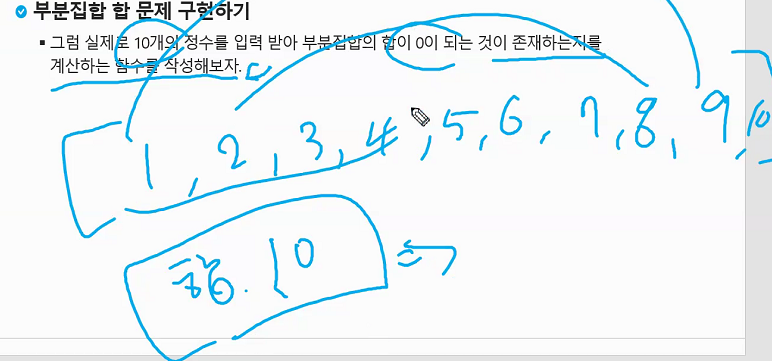 부분집합 합 문제 구현하기
그럼 실제로 10개의 정수를 입력 받아 부분집합의 합이 0이 되는 것이 존재하는지를
계산하는 함수를 작성해보자.
1, 2, 3, 4, 5, 6, 7, 8, 9, 10
10